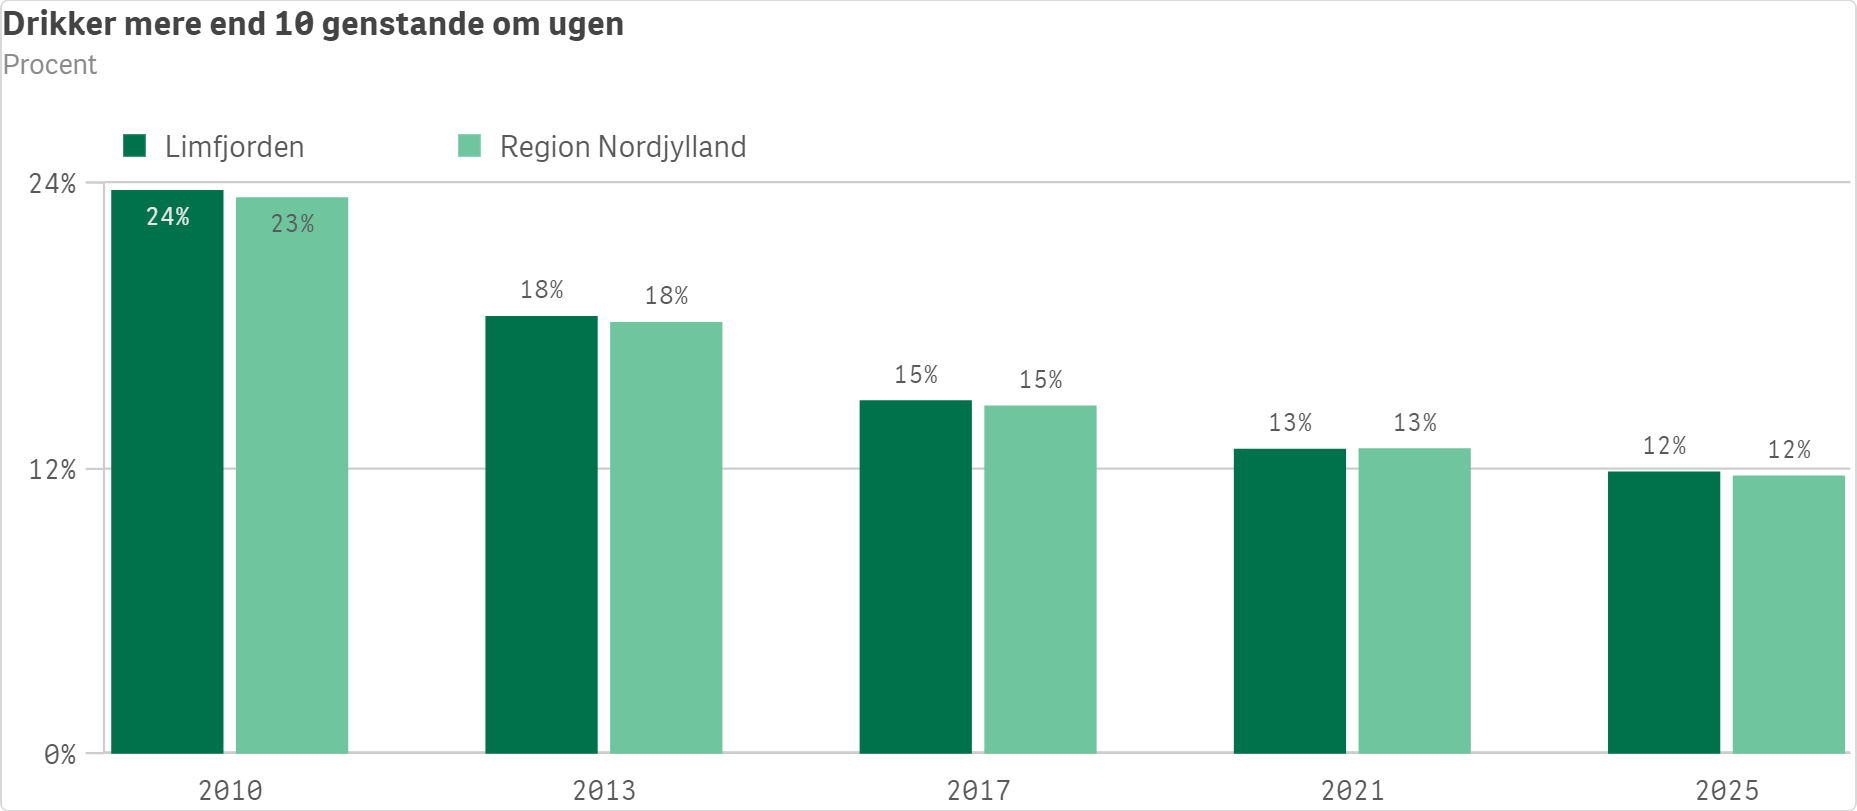 Drikker mere end 10 genstande om ugen
Procent
Limfjorden Region Nordjylland
24%
24% 23%
18% 18%
15% 15%
13% 13%
12% 12%
12%
0%
2010 2013 2017 2021 2025